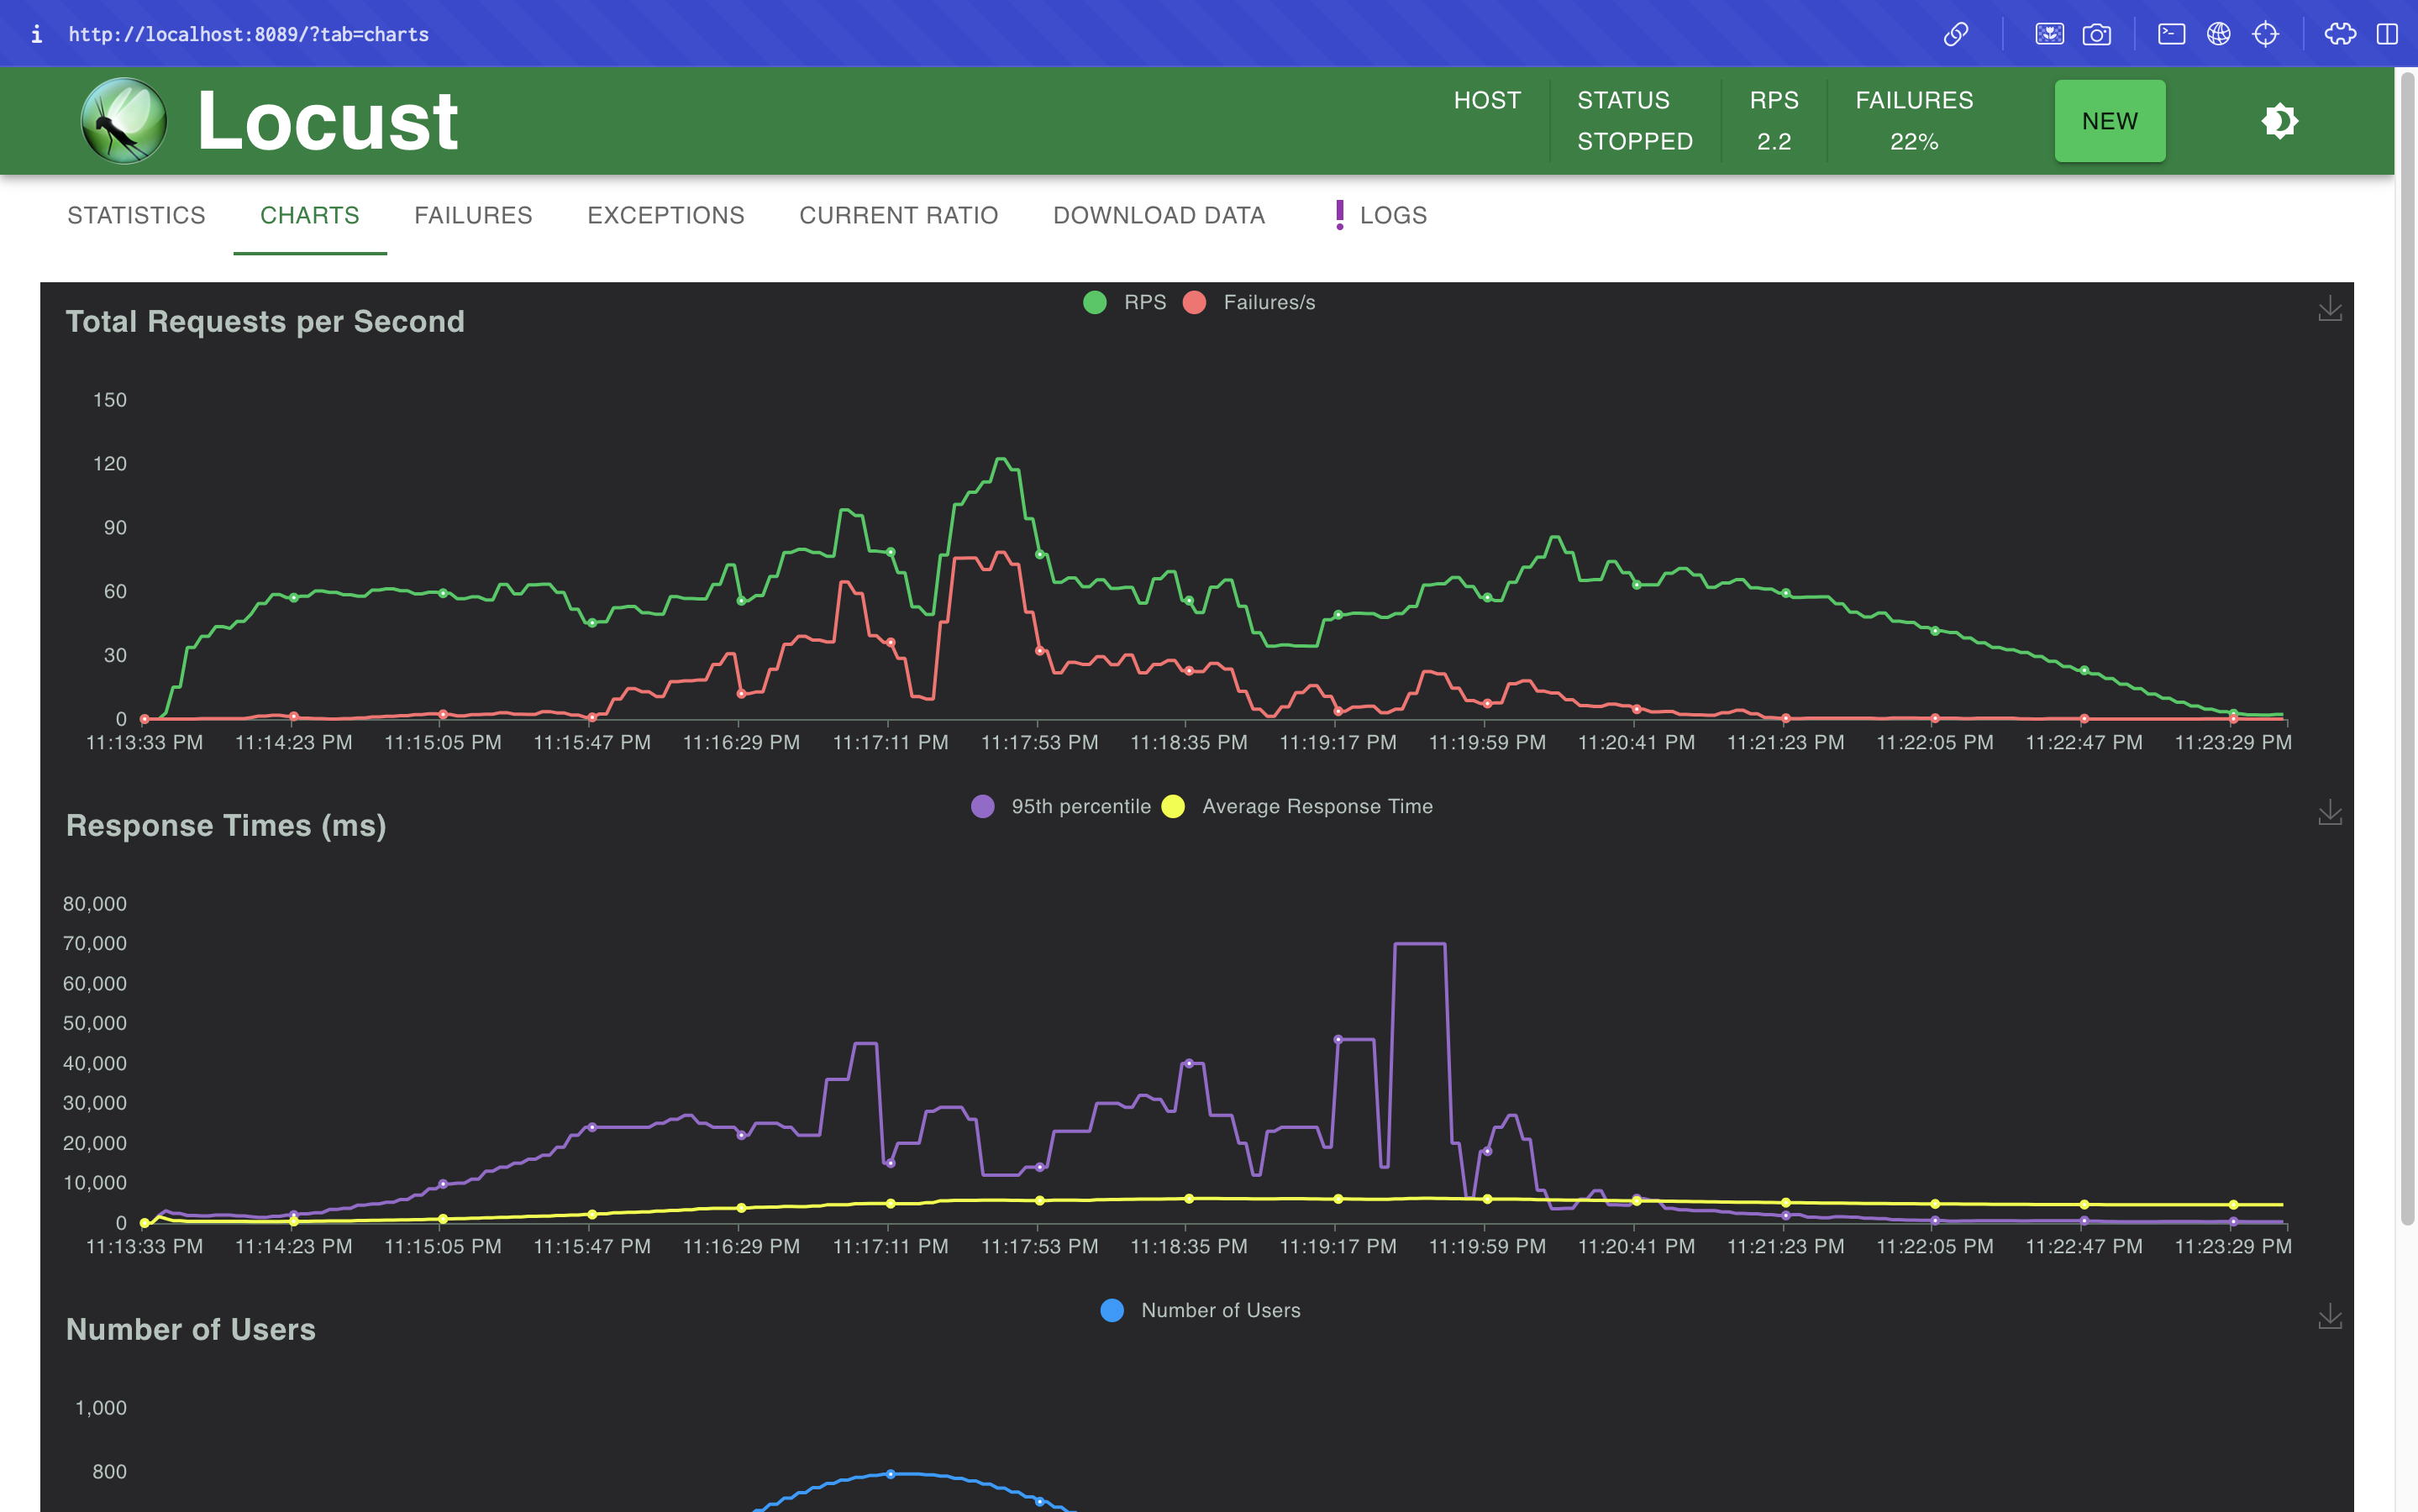 http://localhost:8089/?tab=charts
Locust
HOST STATUS RPS FAILURES
STOPPED 2.2 22%
NEW
STATISTICS CHARTS FAILURES EXCEPTIONS CURRENT RATIO DOWNLOAD DATA LOGS
Total Requests per Second
RPS Failures/s
150
120
90
60
30
0
11:13:33 PM 11:14:23 PM 11:15:05 PM 11:15:47 PM 11:16:29 PM 11:17:11 PM 11:17:53 PM 11:18:35 PM 11:19:17 PM 11:19:59 PM 11:20:41 PM 11:21:23 PM 11:22:05 PM 11:22:47 PM 11:23:29 PM
Response Times (ms)
95th percentile Average Response Time
80,000
70,000
60,000
50,000
40,000
30,000
20,000
10,000
0
11:13:33 PM 11:14:23 PM 11:15:05 PM 11:15:47 PM 11:16:29 PM 11:17:11 PM 11:17:53 PM 11:18:35 PM 11:19:17 PM 11:19:59 PM 11:20:41 PM 11:21:23 PM 11:22:05 PM 11:22:47 PM 11:23:29 PM
Number of Users
Number of Users
1,000
800